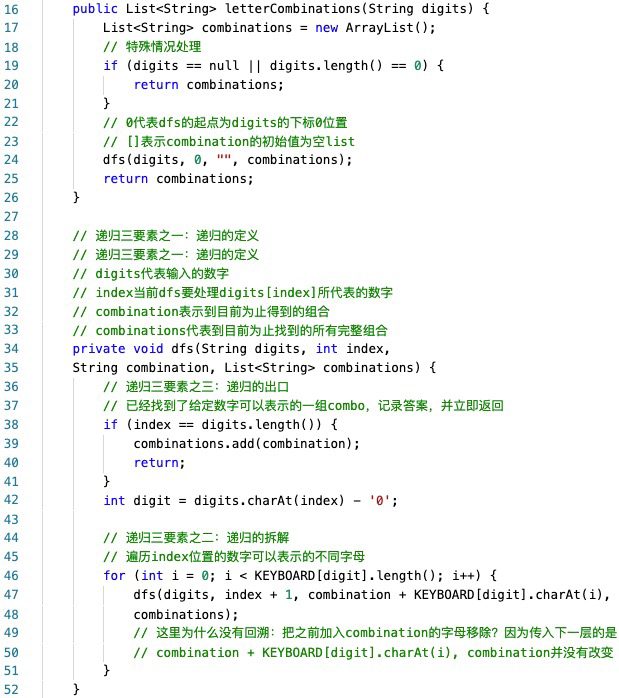 16 public List<String> letterCombinations(String digits) {
17 List<String> combinations = new ArrayList();
18 // 特殊情况处理
19 if (digits == null || digits.length() == 0) {
20 return combinations;
21 }
22 // 0代表dfs的起点为digits的下标0位置
23 // []表示combination的初始值为空list
24 dfs(digits, 0, "", combinations);
25 return combinations;
26 }
27
28 // 递归三要素之一：递归的定义
29 // 递归三要素之一：递归的定义
30 // digits代表输入的数字
31 // index当前dfs要处理digits[index]所代表的数字
32 // combination表示到目前为止得到的组合
33 // combinations代表到目前为止找到的所有完整组合
34 private void dfs(String digits, int index,
35 String combination, List<String> combinations) {
36 // 递归三要素之三：递归的出口
37 // 已经找到了给定数字可以表示的一组combo，记录答案，并立即返回
38 if (index == digits.length()) {
39 combinations.add(combination);
40 return;
41 }
42 int digit = digits.charAt(index) - '0';
43
44 // 递归三要素之二：递归的拆解
45 // 遍历index位置的数字可以表示的不同字母
46 for (int i = 0; i < KEYBOARD[digit].length(); i++) {
47 dfs(digits, index + 1, combination + KEYBOARD[digit].charAt(i),
48 combinations);
49 // 这里为什么没有回溯：把之前加入combination的字母移除？因为传入下一层的是
50 // combination + KEYBOARD[digit].charAt(i), combination并没有改变
51 }
52 }